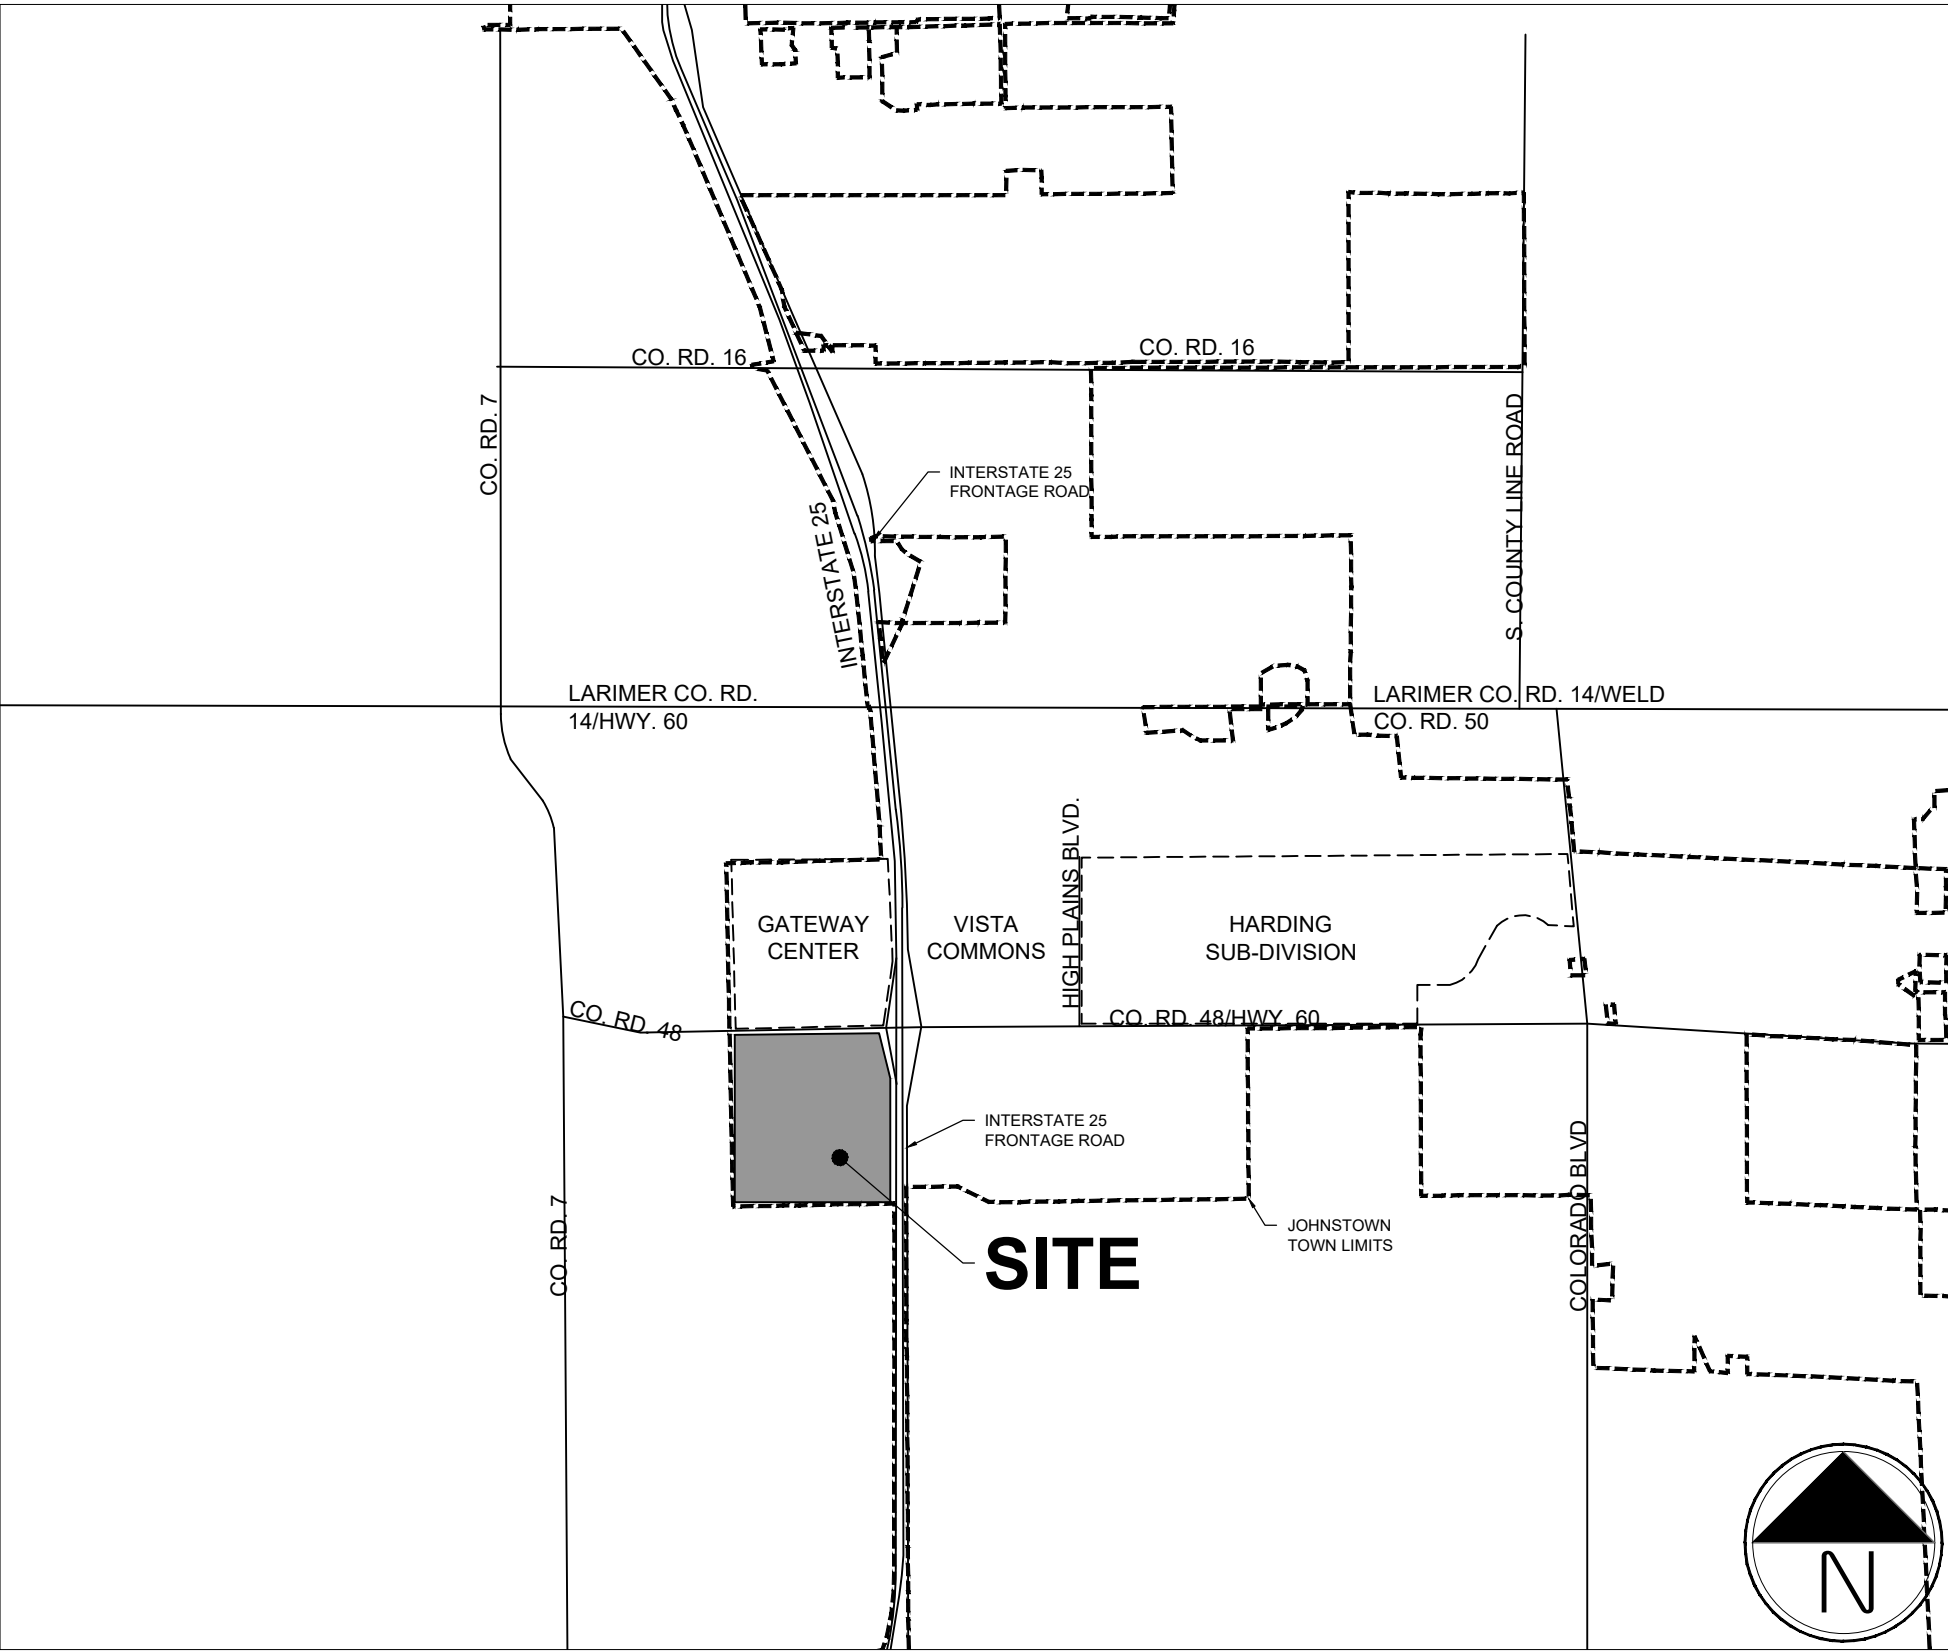 CO. RD. 16
CO. RD. 16
CO. RD. 7
S. COUNTY LINE ROAD
INTERSTATE 25
FRONTAGE ROAD
INTERSTATE 25
LARIMER CO. RD.
14/HWY. 60
LARIMER CO. RD. 14/WELD
CO. RD. 50
HIGH PLAINS BLVD.
GATEWAY
CENTER
VISTA
COMMONS
HARDING
SUB-DIVISION
CO. RD. 48
CO. RD. 48/HWY. 60
INTERSTATE 25
FRONTAGE ROAD
COLORADO BLVD
CO. RD. 7
JOHNSTOWN
TOWN LIMITS
SITE
N